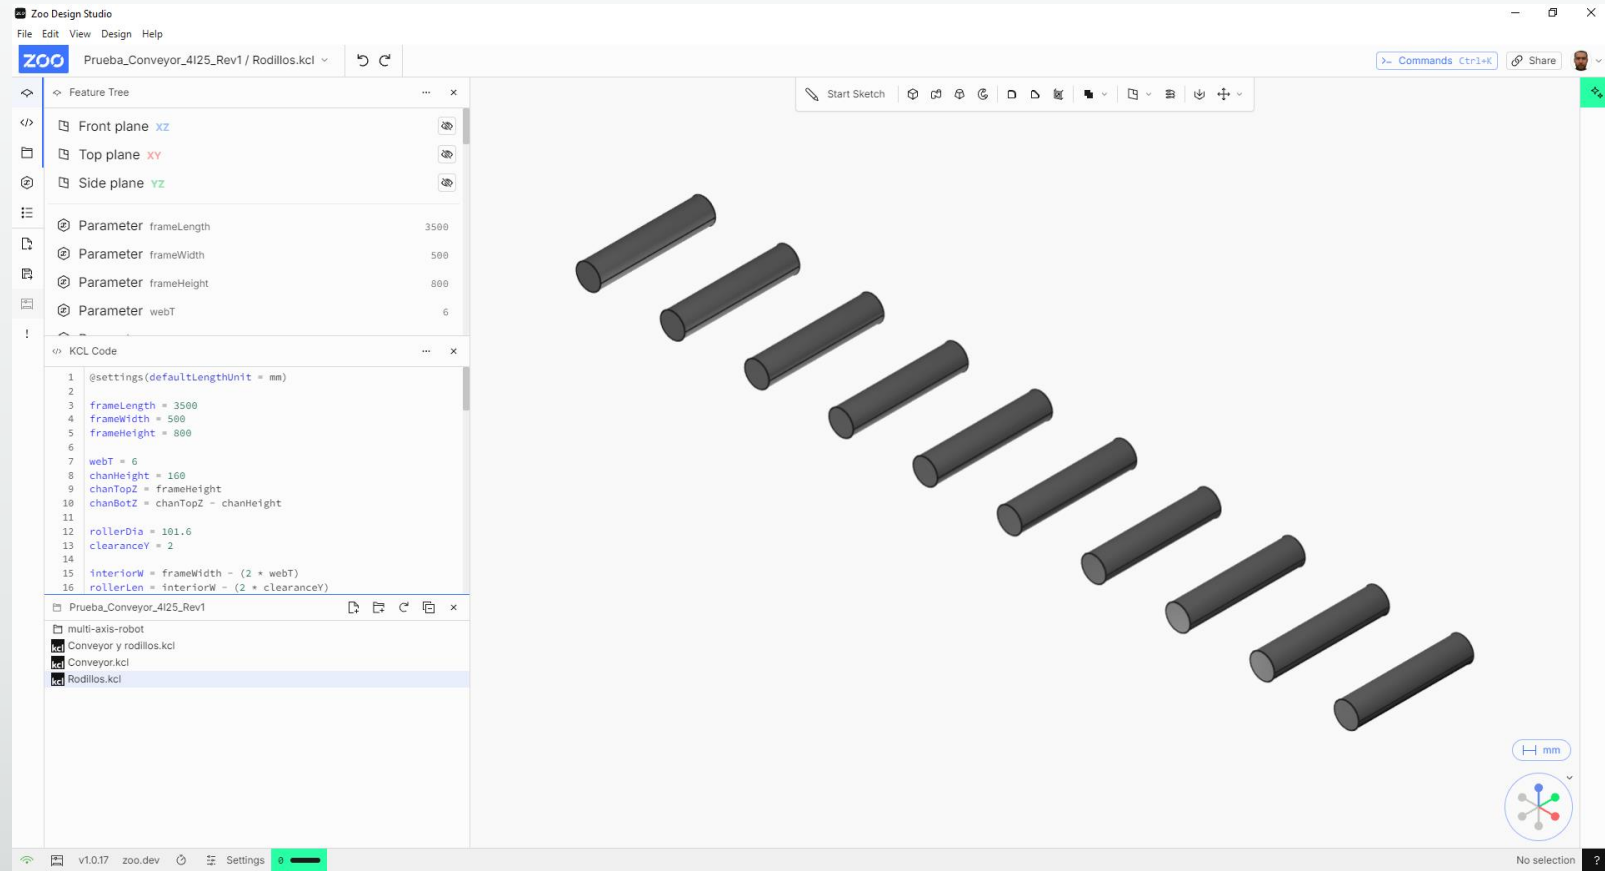 Zoo Design Studio
File Edit View Design Help
ZOO Prueba_Conveyor_4I25_Rev1 / Rodillos.kcl
Commands Ctrl+K Share
Feature Tree
Start Sketch
Front plane XZ
Top plane XY
Side plane YZ
Parameter frameLength 3500
Parameter frameWidth 500
Parameter frameHeight 800
Parameter webT 6
KCL Code
1 @settings(defaultLengthUnit = mm)
2
3 frameLength = 3500
4 frameWidth = 500
5 frameHeight = 800
6
7 webT = 6
8 chanHeight = 160
9 chanTopZ = frameHeight
10 chanBotZ = chanTopZ - chanHeight
11
12 rollerDia = 101.6
13 clearanceY = 2
14
15 interiorW = frameWidth - (2 * webT)
16 rollerLen = interiorW - (2 * clearanceY)
Prueba_Conveyor_4I25_Rev1
multi-axis-robot
kcl Conveyor y rodillos.kcl
kcl Conveyor.kcl
kcl Rodillos.kcl
mm
v1.0.17 zoo.dev Settings 0
No selection ?